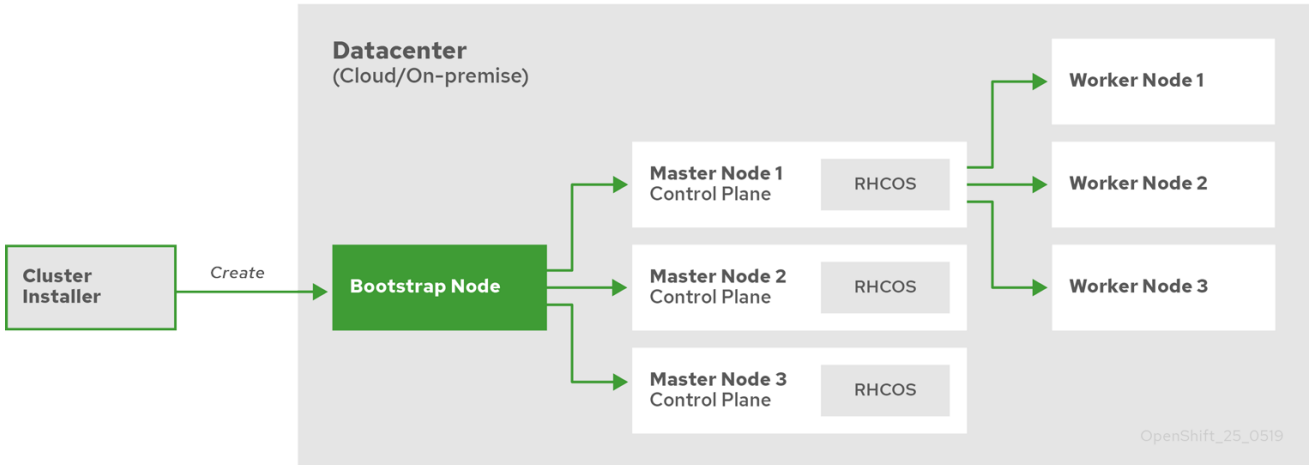 Datacenter
(Cloud/On-premise)
Cluster
Installer
Create
Bootstrap Node
Master Node 1
Control Plane
RHCOS
Master Node 2
Control Plane
RHCOS
Master Node 3
Control Plane
RHCOS
Worker Node 1
Worker Node 2
Worker Node 3
OpenShift_25_0519